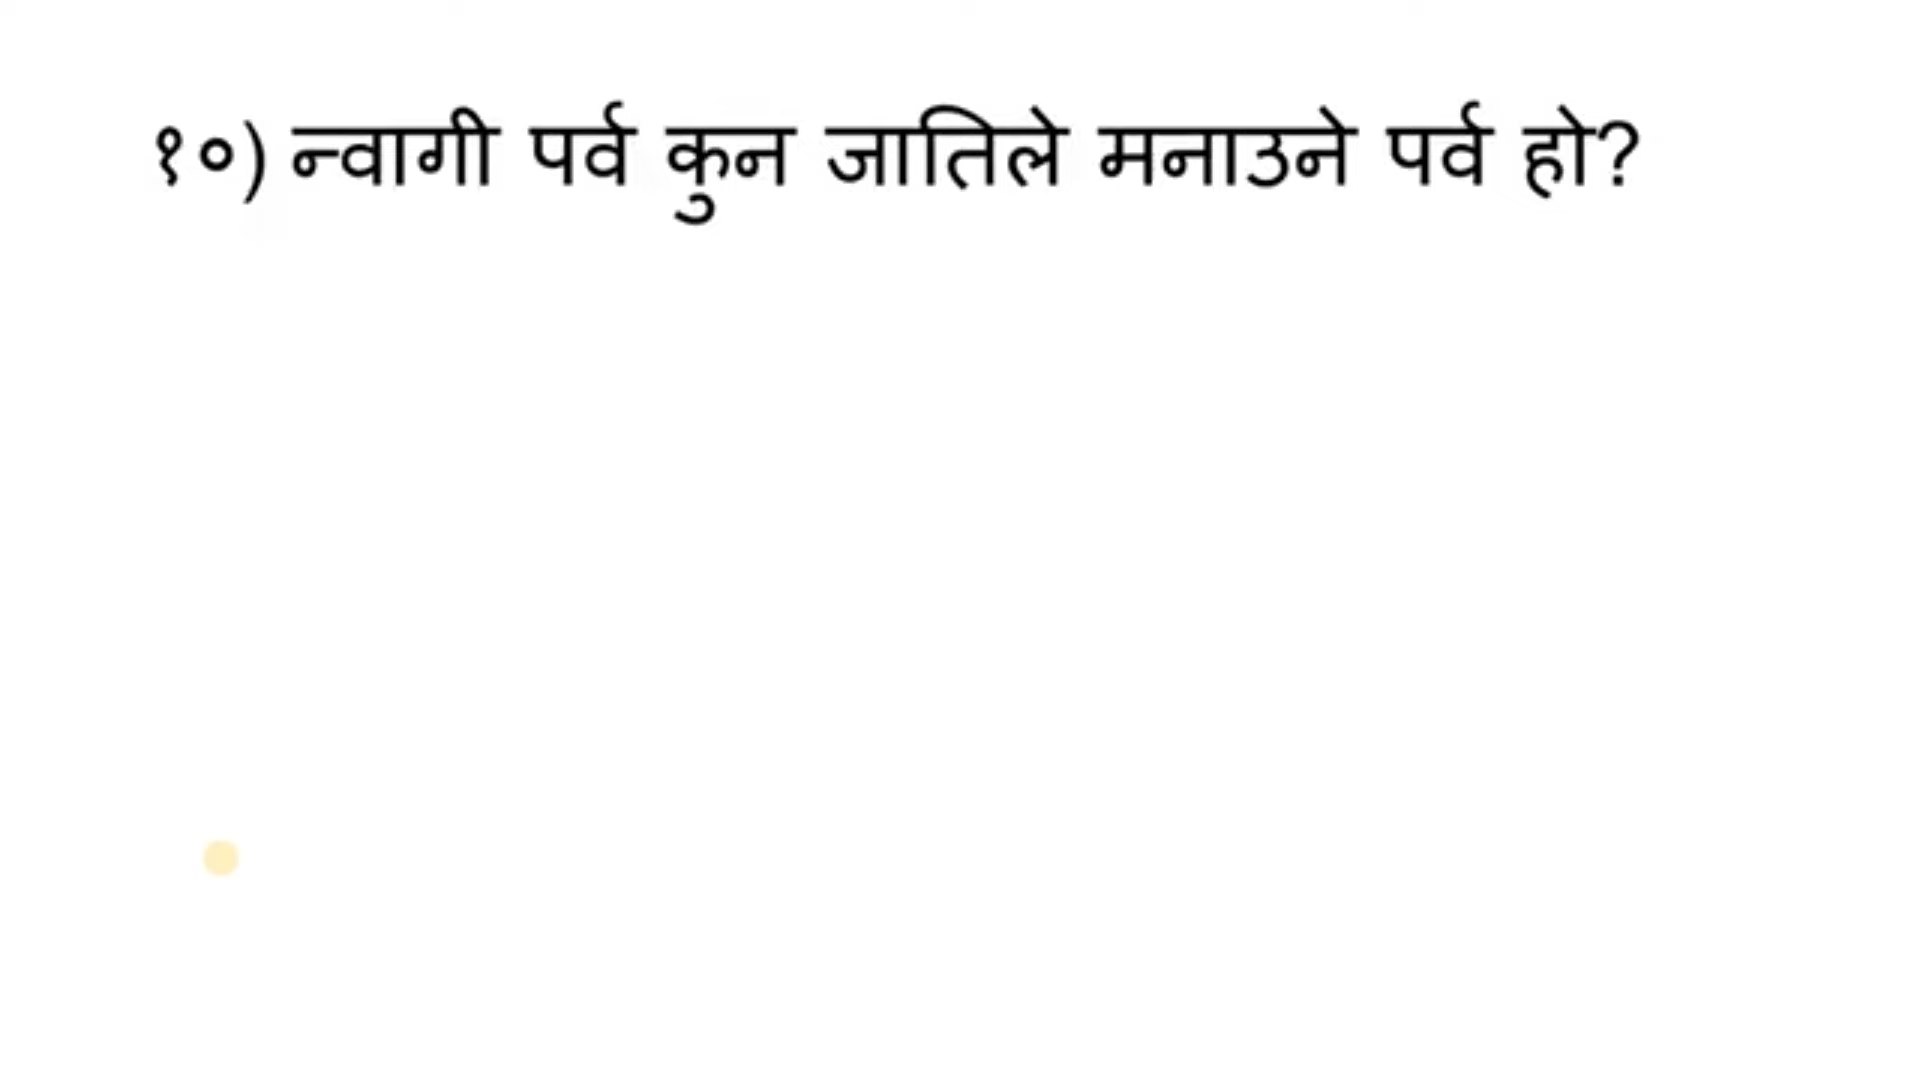 १०) न्वागी पर्व कुन जातिले मनाउने पर्व हो?